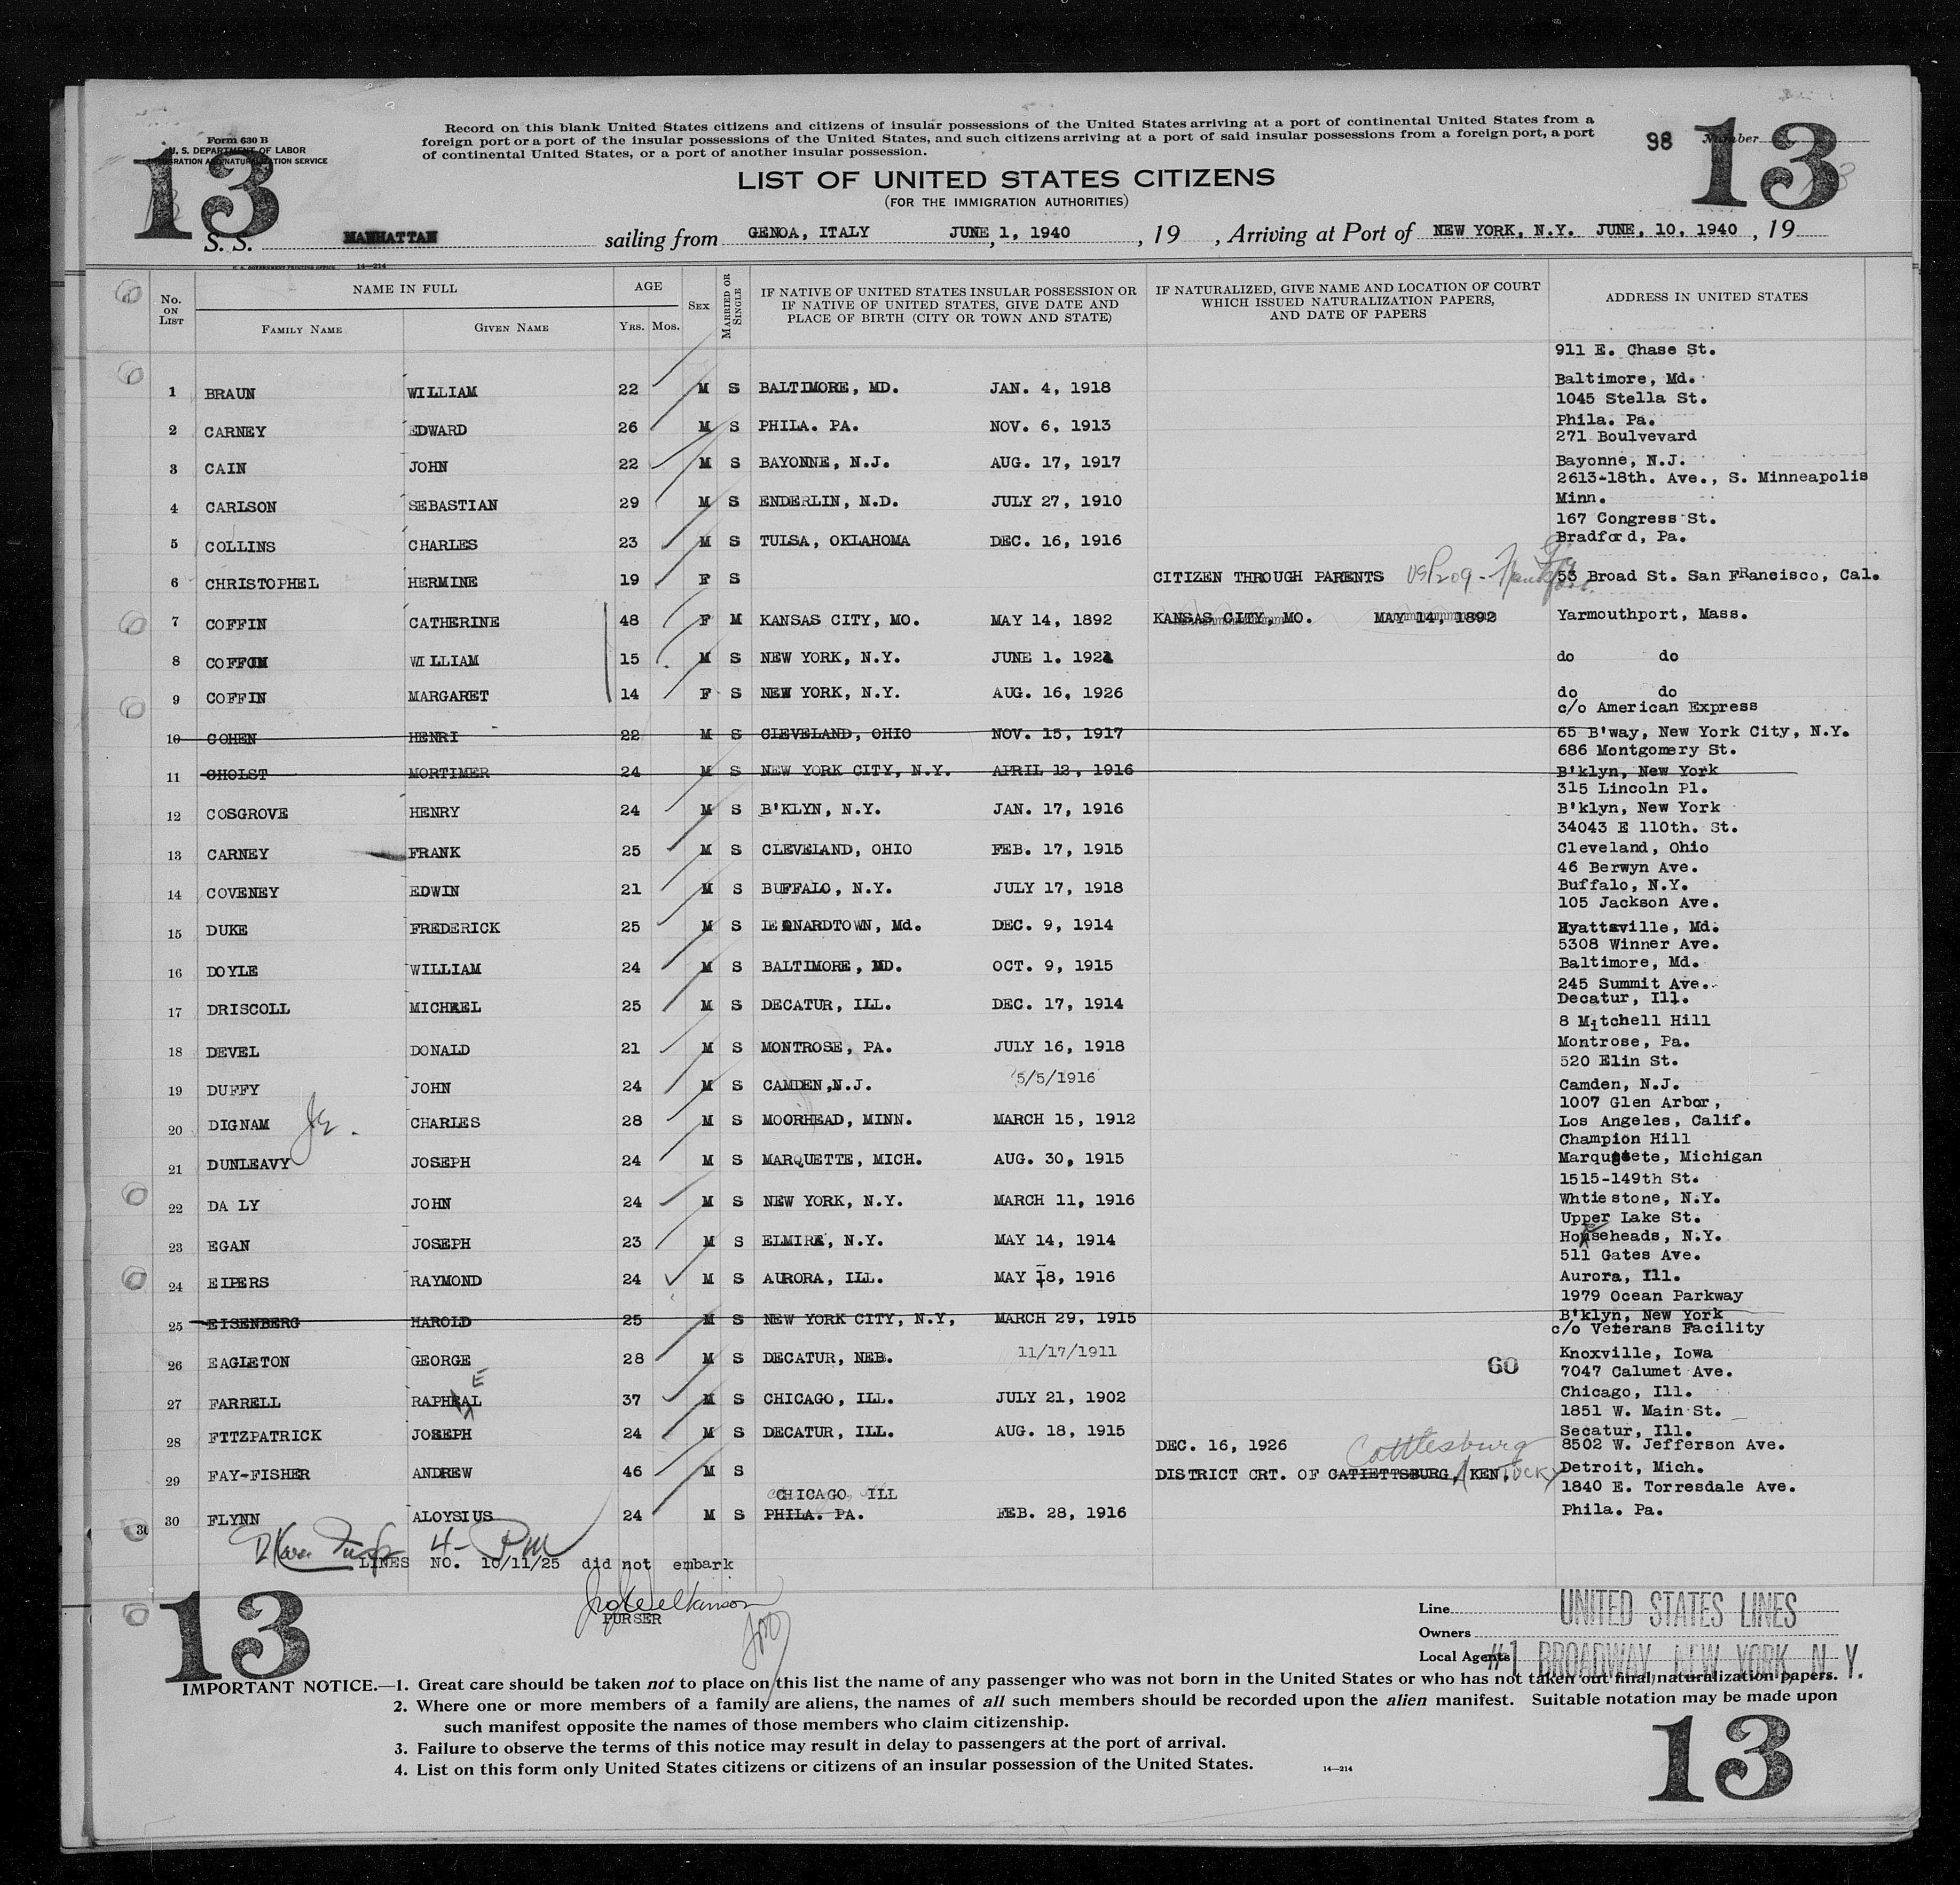 Form 630 B
U. S. DEPARTMENT OF LABOR
IMMIGRATION AND NATURALIZATION SERVICE
Record on this blank United States citizens and citizens of insular possessions of the United States arriving at a port of continental United States from a
foreign port or a port of the insular possessions of the United States, and such citizens arriving at a port of said insular possessions from a foreign port, a port
of continental United States, or a port of another insular possession.
98 Number
13 13
LIST OF UNITED STATES CITIZENS
(FOR THE IMMIGRATION AUTHORITIES)
S. S. MANHATTAN sailing from GENOA, ITALY JUNE 1, 1940, 19 , Arriving at Port of NEW YORK, N.Y. JUNE, 10, 1940, 19
U. S. GOVERNMENT PRINTING OFFICE 14—214
No. ON LIST
NAME IN FULL
FAMILY NAME GIVEN NAME
AGE
YRS. MOS.
SEX
MARRIED OR SINGLE
IF NATIVE OF UNITED STATES INSULAR POSSESSION OR
IF NATIVE OF UNITED STATES, GIVE DATE AND
PLACE OF BIRTH (CITY OR TOWN AND STATE)
IF NATURALIZED, GIVE NAME AND LOCATION OF COURT
WHICH ISSUED NATURALIZATION PAPERS,
AND DATE OF PAPERS
ADDRESS IN UNITED STATES
911 E. Chase St.
1 BRAUN WILLIAM 22 M S BALTIMORE, MD. JAN. 4, 1918 Baltimore, Md.
1045 Stella St.
2 CARNEY EDWARD 26 M S PHILA. PA. NOV. 6, 1913 Phila. Pa.
271 Boulvevard
3 CAIN JOHN 22 M S BAYONNE, N.J. AUG. 17, 1917 Bayonne, N.J.
2613-18th. Ave., S. Minneapolis
4 CARLSON SEBASTIAN 29 M S ENDERLIN, N.D. JULY 27, 1910 Minn.
167 Congress St.
5 COLLINS CHARLES 23 M S TULSA, OKLAHOMA DEC. 16, 1916 Bradford, Pa.
6 CHRISTOPHEL HERMINE 19 F S CITIZEN THROUGH PARENTS 53 Broad St. San FRancisco, Cal.
7 COFFIN CATHERINE 48 F M KANSAS CITY, MO. MAY 14, 1892 KANSAS CITY, MO. MAY 14, 1892 Yarmouthport, Mass.
8 COFFIN WILLIAM 15 M S NEW YORK, N.Y. JUNE 1. 1924 do do
9 COFFIN MARGARET 14 F S NEW YORK, N.Y. AUG. 16, 1926 do do
c/o American Express
10 COHEN HENRI 22 M S CLEVELAND, OHIO NOV. 15, 1917 65 B'way, New York City, N.Y.
686 Montgomery St.
11 CHOLST MORTIMER 24 M S NEW YORK CITY, N.Y. APRIL 12, 1916 B'klyn, New York
315 Lincoln Pl.
12 COSGROVE HENRY 24 M S B'KLYN, N.Y. JAN. 17, 1916 B'klyn, New York
34043 E 110th. St.
13 CARNEY FRANK 25 M S CLEVELAND, OHIO FEB. 17, 1915 Cleveland, Ohio
46 Berwyn Ave.
14 COVENEY EDWIN 21 M S BUFFALO, N.Y. JULY 17, 1918 Buffalo, N.Y.
105 Jackson Ave.
15 DUKE FREDERICK 25 M S LEONARDTOWN, Md. DEC. 9, 1914 Hyattsville, Md.
5308 Winner Ave.
16 DOYLE WILLIAM 24 M S BALTIMORE, MD. OCT. 9, 1915 Baltimore, Md.
245 Summit Ave.
17 DRISCOLL MICHAEL 25 M S DECATUR, ILL. DEC. 17, 1914 Decatur, Ill.
8 Mitchell Hill
18 DEVEL DONALD 21 M S MONTROSE, PA. JULY 16, 1918 Montrose, Pa.
520 Elin St.
19 DUFFY JOHN 24 M S CAMDEN, N.J. 5/5/1916 Camden, N.J.
1007 Glen Arbor,
20 DIGNAM Jr. CHARLES 28 M S MOORHEAD, MINN. MARCH 15, 1912 Los Angeles, Calif.
Champion Hill
21 DUNLEAVY JOSEPH 24 M S MARQUETTE, MICH. AUG. 30, 1915 Marquette, Michigan
1515-149th St.
22 DA LY JOHN 24 M S NEW YORK, N.Y. MARCH 11, 1916 Whtiestone, N.Y.
Upper Lake St.
23 EGAN JOSEPH 23 M S ELMIRA, N.Y. MAY 14, 1914 Horseheads, N.Y.
511 Gates Ave.
24 EIPERS RAYMOND 24 M S AURORA, ILL. MAY 18, 1916 Aurora, Ill.
1979 Ocean Parkway
25 EISENBERG HAROLD 25 M S NEW YORK CITY, N.Y, MARCH 29, 1915 B'klyn, New York
c/o Veterans Facility
26 EAGLETON GEORGE 28 M S DECATUR, NEB. 11/17/1911 60 Knoxville, Iowa
7047 Calumet Ave.
27 FARRELL RAPHEAL 37 M S CHICAGO, ILL. JULY 21, 1902 Chicago, Ill.
1851 W. Main St.
28 FTTZPATRICK JOSEPH 24 M S DECATUR, ILL. AUG. 18, 1915 Secatur, Ill.
DEC. 16, 1926 Cattlesburg 8502 W. Jefferson Ave.
29 FAY-FISHER ANDREW 46 M S DISTRICT CRT. OF CATIETTSBURG, KENTUCKY Detroit, Mich.
CHICAGO ILL 1840 E. Torresdale Ave.
30 FLYNN ALOYSIUS 24 M S PHILA. PA. FEB. 28, 1916 Phila. Pa.
LINES NO. 10/11/25 did not embark
PURSER
13
Line UNITED STATES LINES
Owners
Local Agents #1 BROADWAY, NEW YORK, N. Y.
IMPORTANT NOTICE.—1. Great care should be taken not to place on this list the name of any passenger who was not born in the United States or who has not taken out final naturalization papers.
2. Where one or more members of a family are aliens, the names of all such members should be recorded upon the alien manifest. Suitable notation may be made upon
such manifest opposite the names of those members who claim citizenship.
3. Failure to observe the terms of this notice may result in delay to passengers at the port of arrival.
4. List on this form only United States citizens or citizens of an insular possession of the United States. 14—214
13